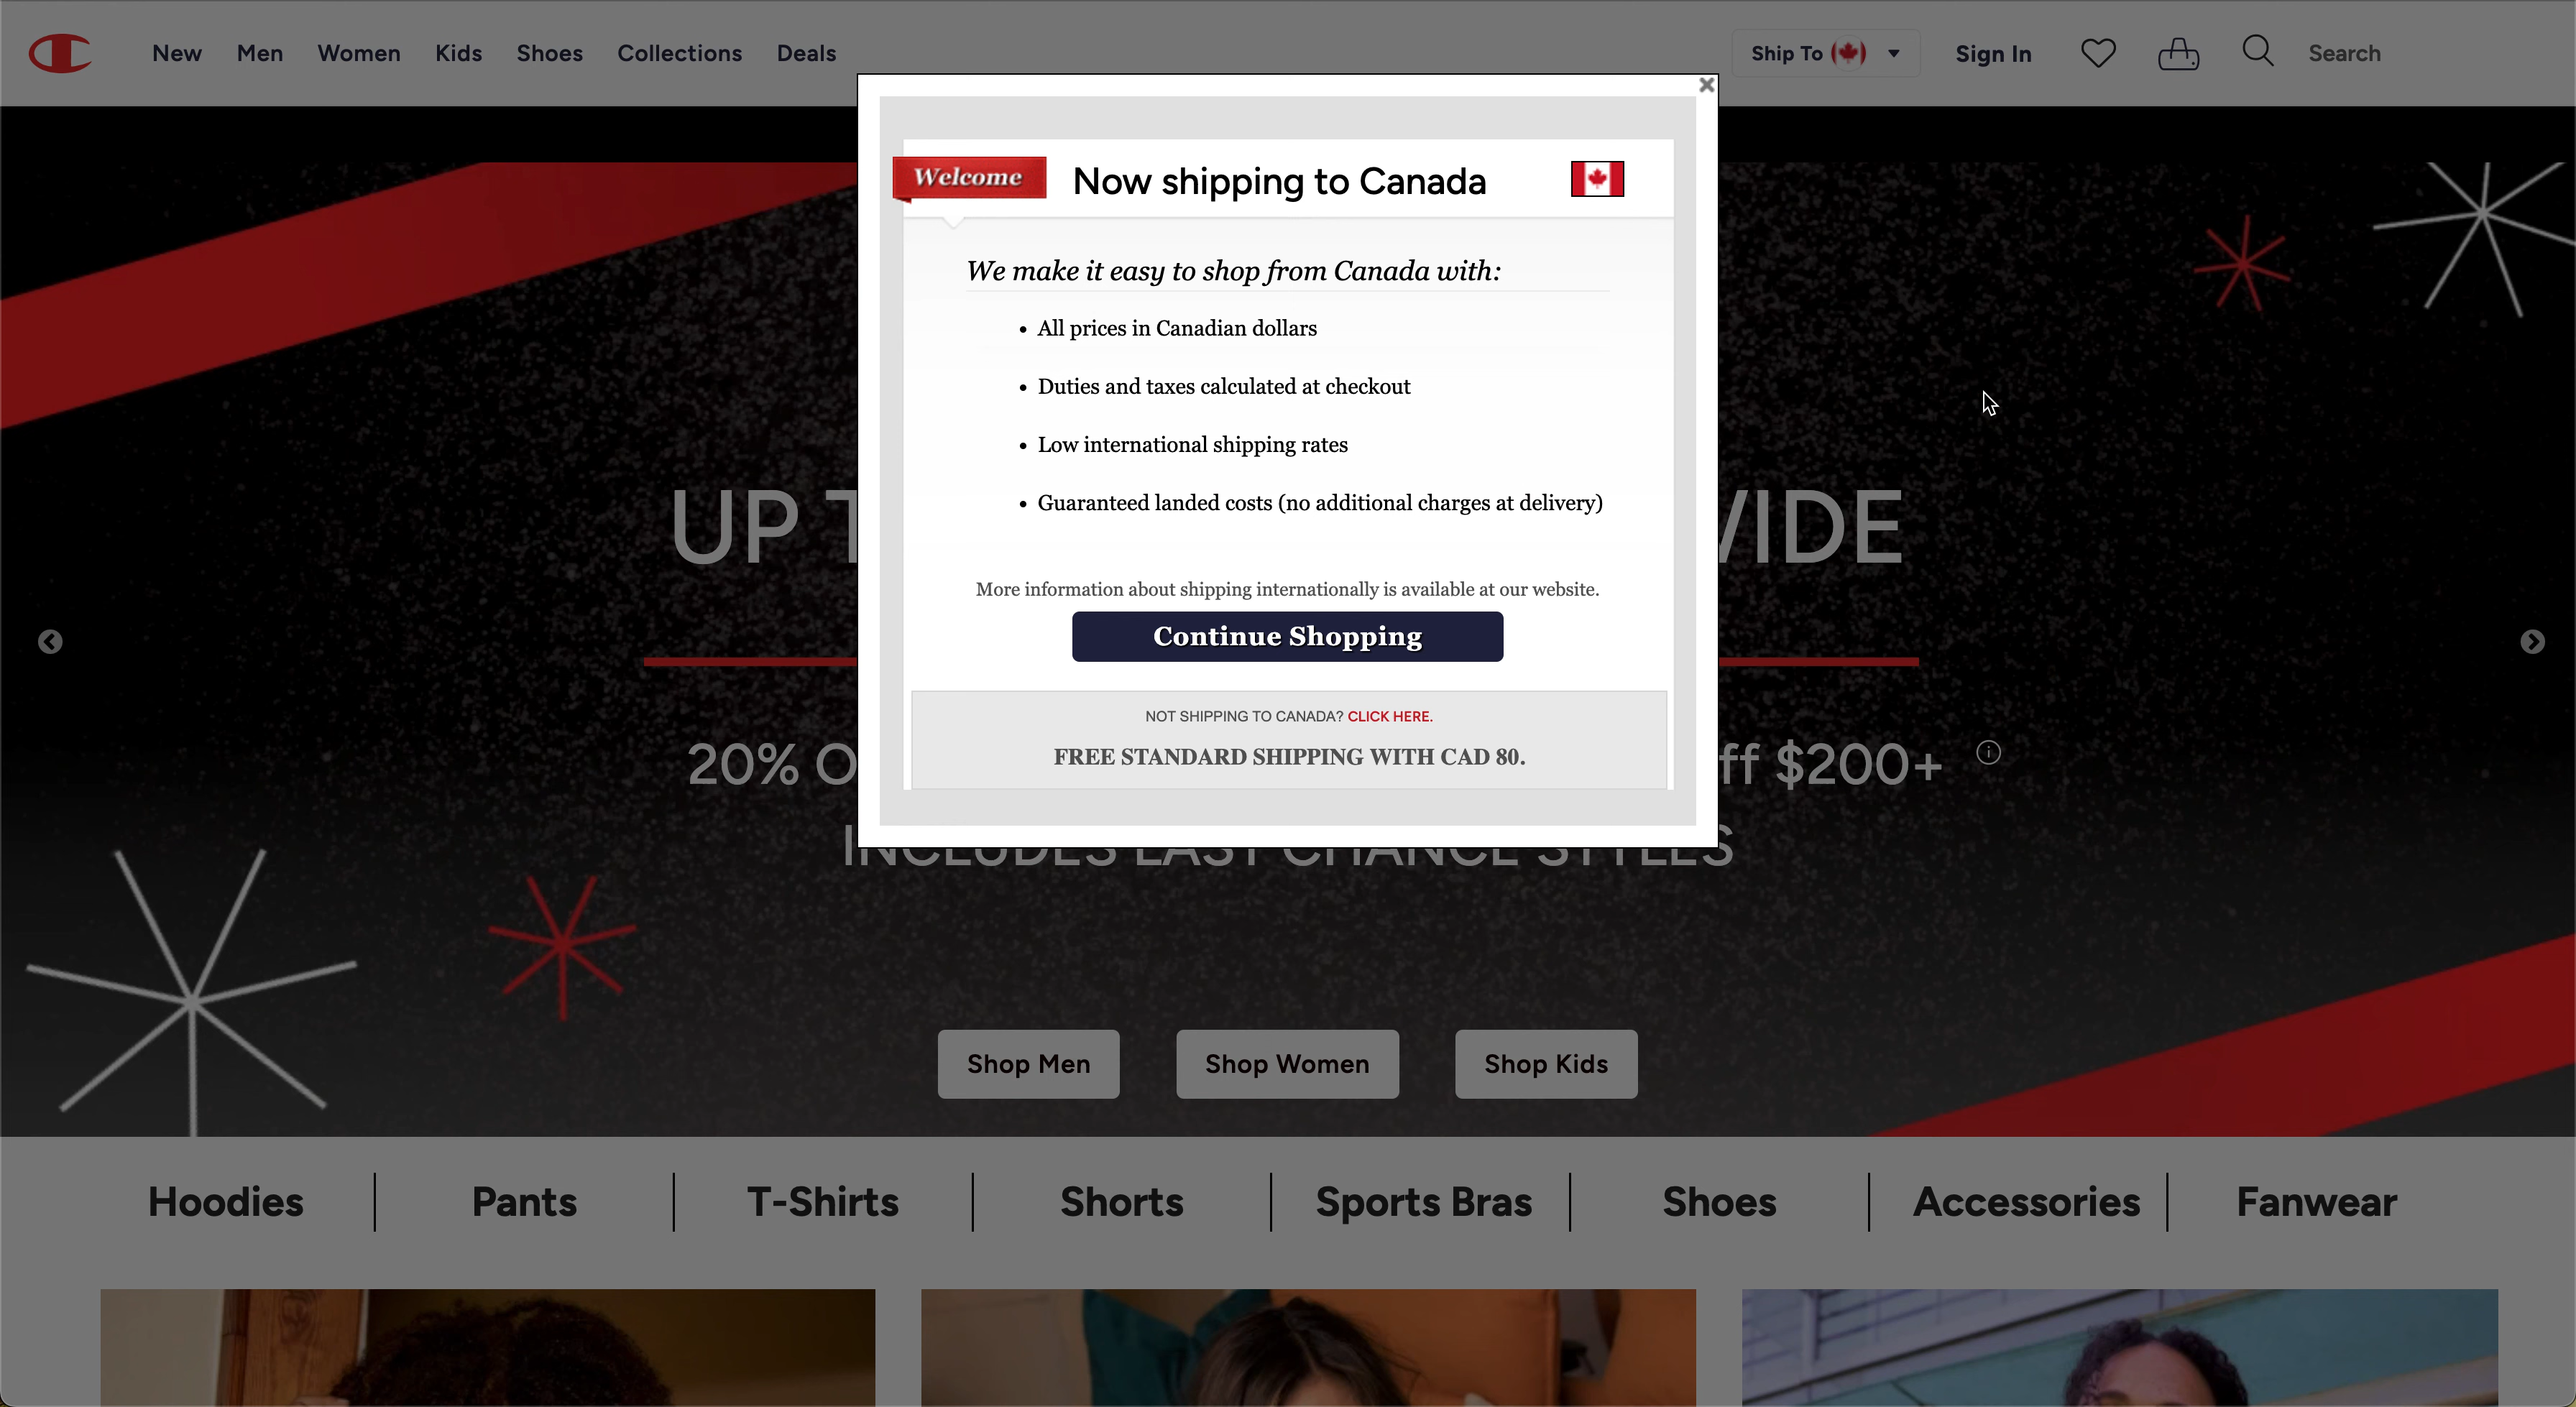 New Men Women Kids Shoes Collections Deals Ship To Sign In Search
Welcome Now shipping to Canada
We make it easy to shop from Canada with:
• All prices in Canadian dollars
• Duties and taxes calculated at checkout
• Low international shipping rates
• Guaranteed landed costs (no additional charges at delivery)
More information about shipping internationally is available at our website.
Continue Shopping
NOT SHIPPING TO CANADA? CLICK HERE.
FREE STANDARD SHIPPING WITH CAD 80.
UP
20% $200+
INCLUDES LAST CHANCE STYLES
Shop Men Shop Women Shop Kids
Hoodies Pants T-Shirts Shorts Sports Bras Shoes Accessories Fanwear